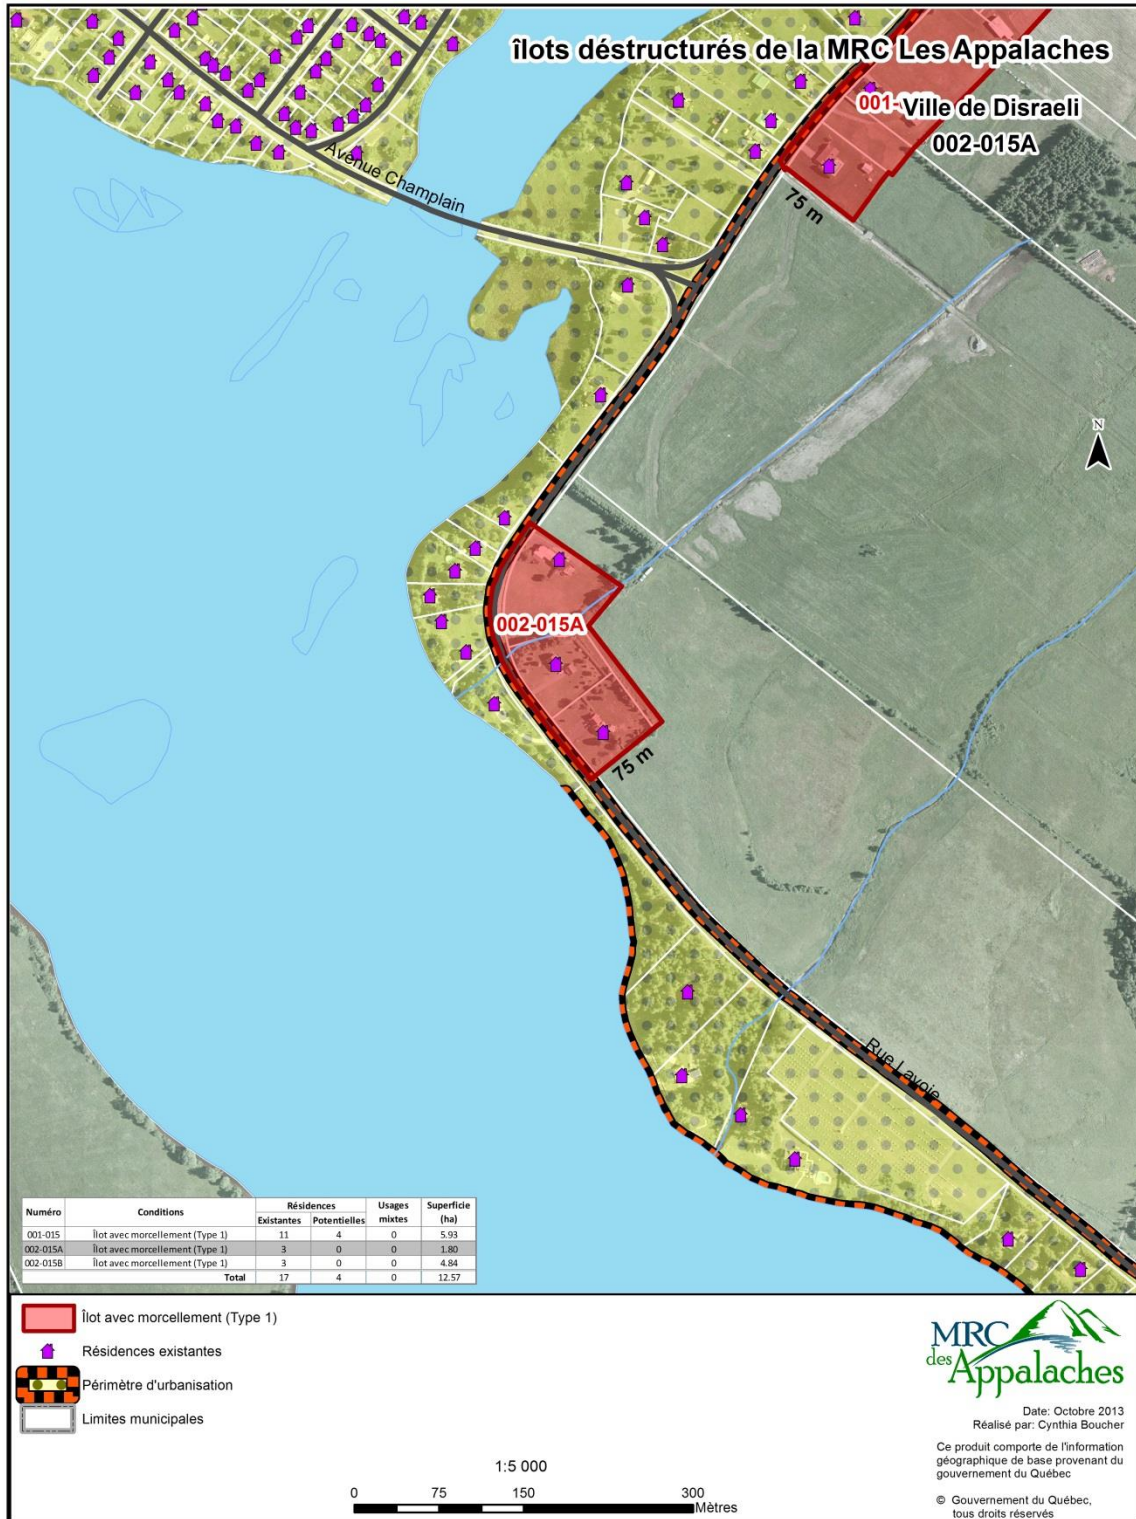 îlots déstructurés de la MRC Les Appalaches
001-
Ville de Disraeli
002-015A
75 m
Avenue Champlain
N
002-015A
75 m
Rue Lavoie
Numéro Conditions Résidences Usages mixtes Superficie (ha)
Existantes Potentielles
001-015 Îlot avec morcellement (Type 1) 11 4 0 5.93
002-015A Îlot avec morcellement (Type 1) 3 0 0 1.80
002-015B Îlot avec morcellement (Type 1) 3 0 0 4.84
Total 17 4 0 12.57
Îlot avec morcellement (Type 1)
Résidences existantes
Périmètre d'urbanisation
Limites municipales
1:5 000
0 75 150 300
Mètres
MRC
des Appalaches
Date: Octobre 2013
Réalisé par: Cynthia Boucher
Ce produit comporte de l'information
géographique de base provenant du
gouvernement du Québec
© Gouvernement du Québec,
tous droits réservés